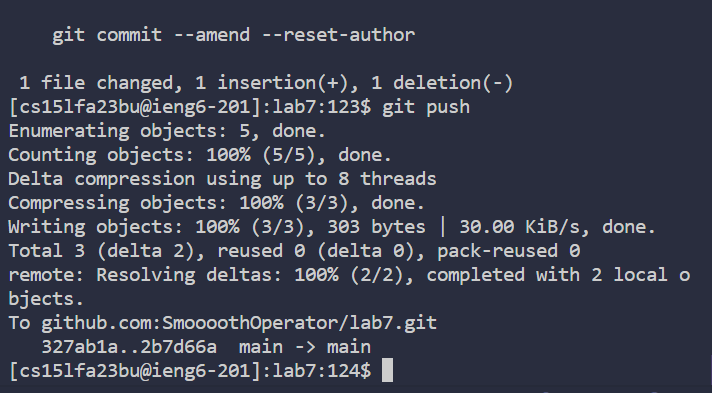 git commit --amend --reset-author
1 file changed, 1 insertion(+), 1 deletion(-)
[cs15lfa23bu@ieng6-201]:lab7:123$ git push
Enumerating objects: 5, done.
Counting objects: 100% (5/5), done.
Delta compression using up to 8 threads
Compressing objects: 100% (3/3), done.
Writing objects: 100% (3/3), 303 bytes | 30.00 KiB/s, done.
Total 3 (delta 2), reused 0 (delta 0), pack-reused 0
remote: Resolving deltas: 100% (2/2), completed with 2 local o
bjects.
To github.com:SmoooothOperator/lab7.git
327ab1a..2b7d66a  main -> main
[cs15lfa23bu@ieng6-201]:lab7:124$